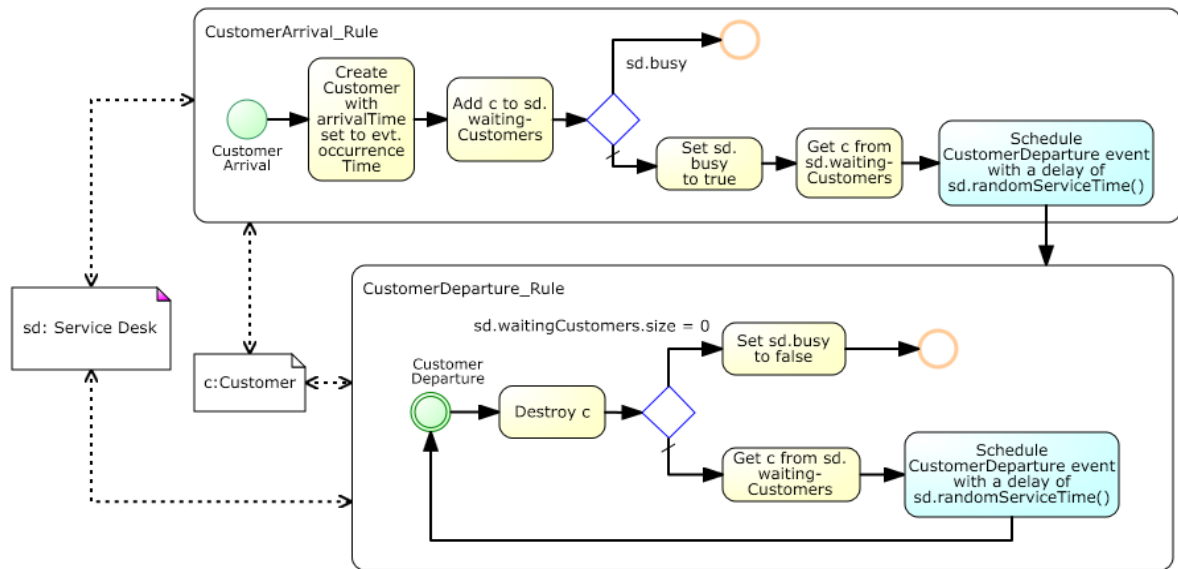 CustomerArrival_Rule
Customer
Arrival
Create
Customer
with
arrivalTime
set to evt.
occurrence
Time
Add c to sd.
waiting-
Customers
sd.busy
Set sd.
busy
to true
Get c from
sd.waiting-
Customers
Schedule
CustomerDeparture event
with a delay of
sd.randomServiceTime()
sd: Service Desk
c:Customer
CustomerDeparture_Rule
Customer
Departure
Destroy c
sd.waitingCustomers.size = 0
Set sd.busy
to false
Get c from sd.
waiting-
Customers
Schedule
CustomerDeparture event
with a delay of
sd.randomServiceTime()